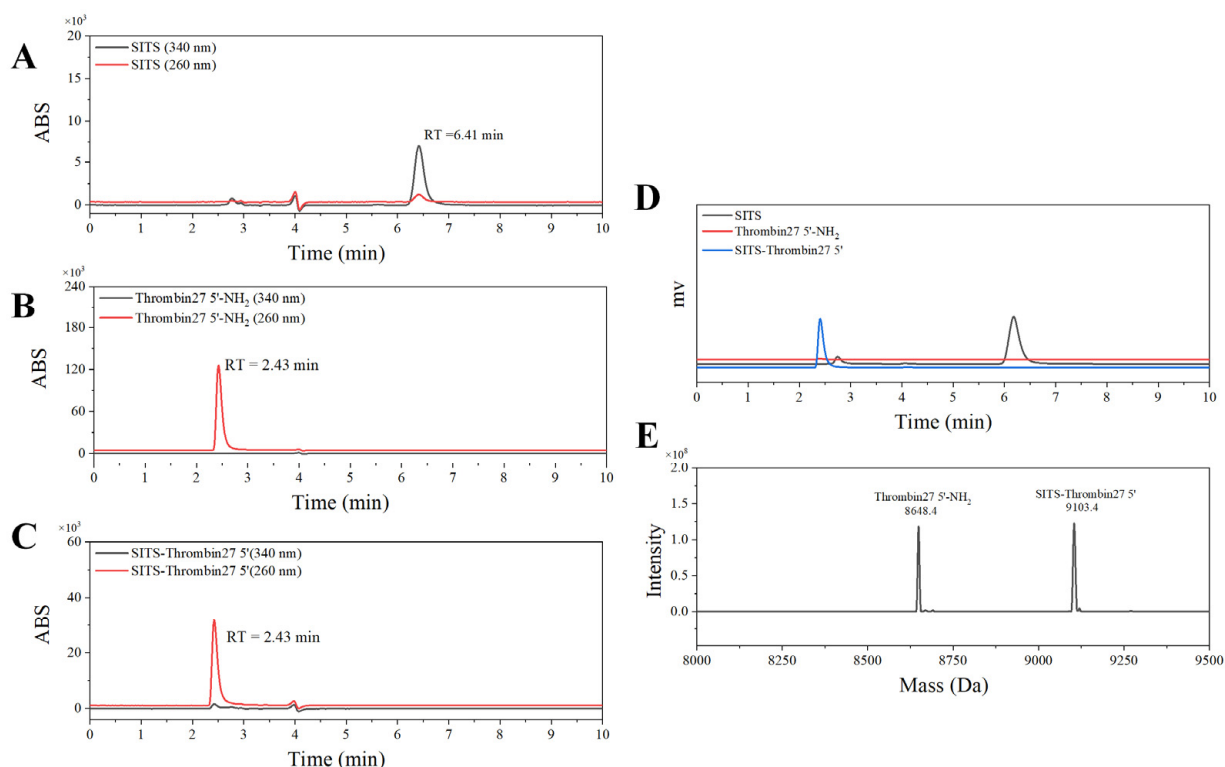 A
×10³
20
15
10
5
0
ABS
SITS (340 nm)
SITS (260 nm)
RT =6.41 min
0 1 2 3 4 5 6 7 8 9 10
Time (min)
B
×10³
240
180
120
60
0
ABS
Thrombin27 5'-NH₂ (340 nm)
Thrombin27 5'-NH₂ (260 nm)
RT = 2.43 min
0 1 2 3 4 5 6 7 8 9 10
Time (min)
C
×10³
60
40
20
0
ABS
SITS-Thrombin27 5'(340 nm)
SITS-Thrombin27 5'(260 nm)
RT = 2.43 min
0 1 2 3 4 5 6 7 8 9 10
Time (min)
D
mv
SITS
Thrombin27 5'-NH₂
SITS-Thrombin27 5'
0 1 2 3 4 5 6 7 8 9 10
Time (min)
E
×10⁸
2.0
1.5
1.0
0.5
0.0
Intensity
Thrombin27 5'-NH₂
8648.4
SITS-Thrombin27 5'
9103.4
8000 8250 8500 8750 9000 9250 9500
Mass (Da)